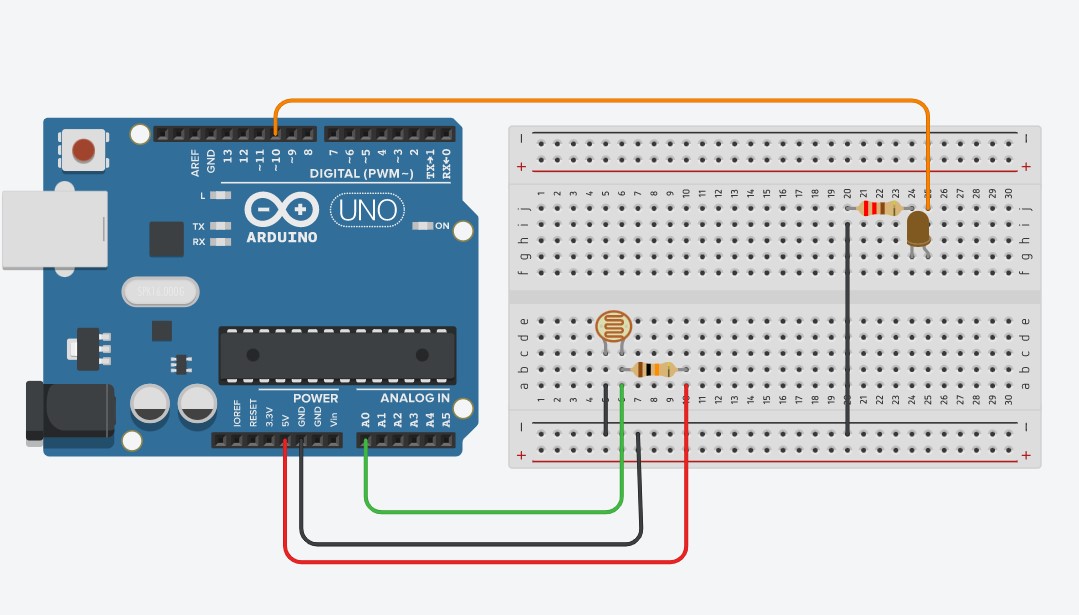 AREF
GND
13
12
~11
~10
~9
8
7
~6
~5
4
~3
2
TX→1
RX←0
DIGITAL (PWM~)
L
TX
RX
ARDUINO
UNO
ON
POWER
ANALOG IN
IOREF
RESET
3.3V
5V
GND
GND
Vin
A0
A1
A2
A3
A4
A5
− −
+ +
1 2 3 4 5 6 7 8 9 10 11 12 13 14 15 16 17 18 19 20 21 22 23 24 25 26 27 28 29 30
j j
i i
h h
g g
f f
e e
d d
c c
b b
a a
1 2 3 4 5 6 7 8 9 10 11 12 13 14 15 16 17 18 19 20 21 22 23 24 25 26 27 28 29 30
− −
+ +